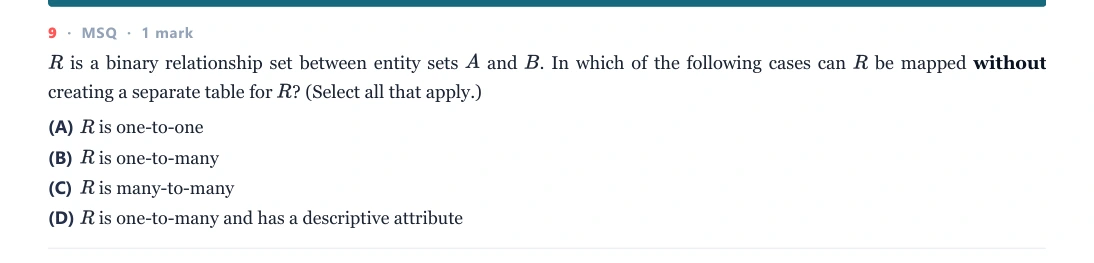 9 · MSQ · 1 mark
R is a binary relationship set between entity sets A and B. In which of the following cases can R be mapped without
creating a separate table for R? (Select all that apply.)
(A) R is one-to-one
(B) R is one-to-many
(C) R is many-to-many
(D) R is one-to-many and has a descriptive attribute